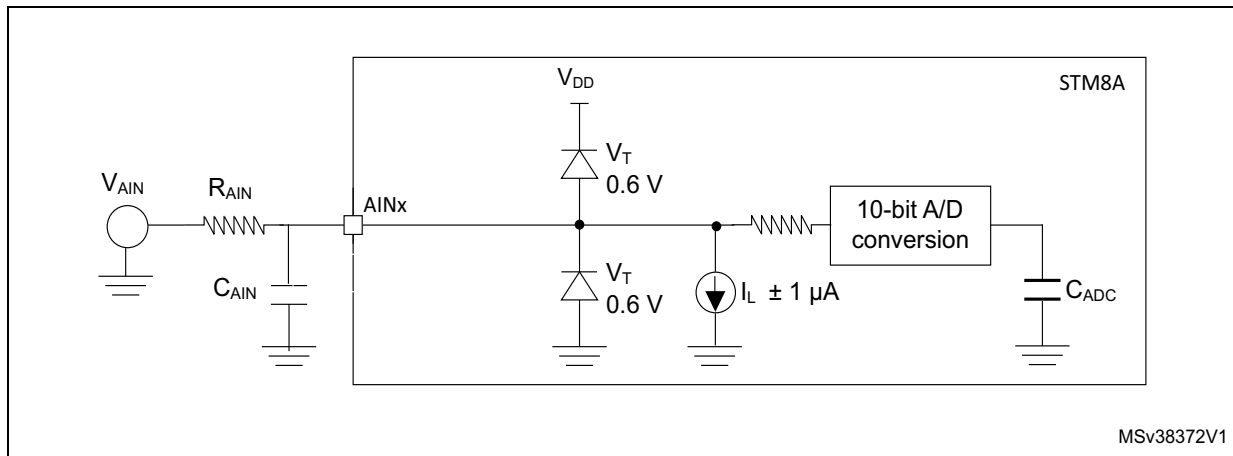 STM8A
VDD
VT
0.6 V
VAIN
RAIN
AINx
10-bit A/D
conversion
CAIN
VT
0.6 V
IL ± 1 µA
CADC
MSv38372V1